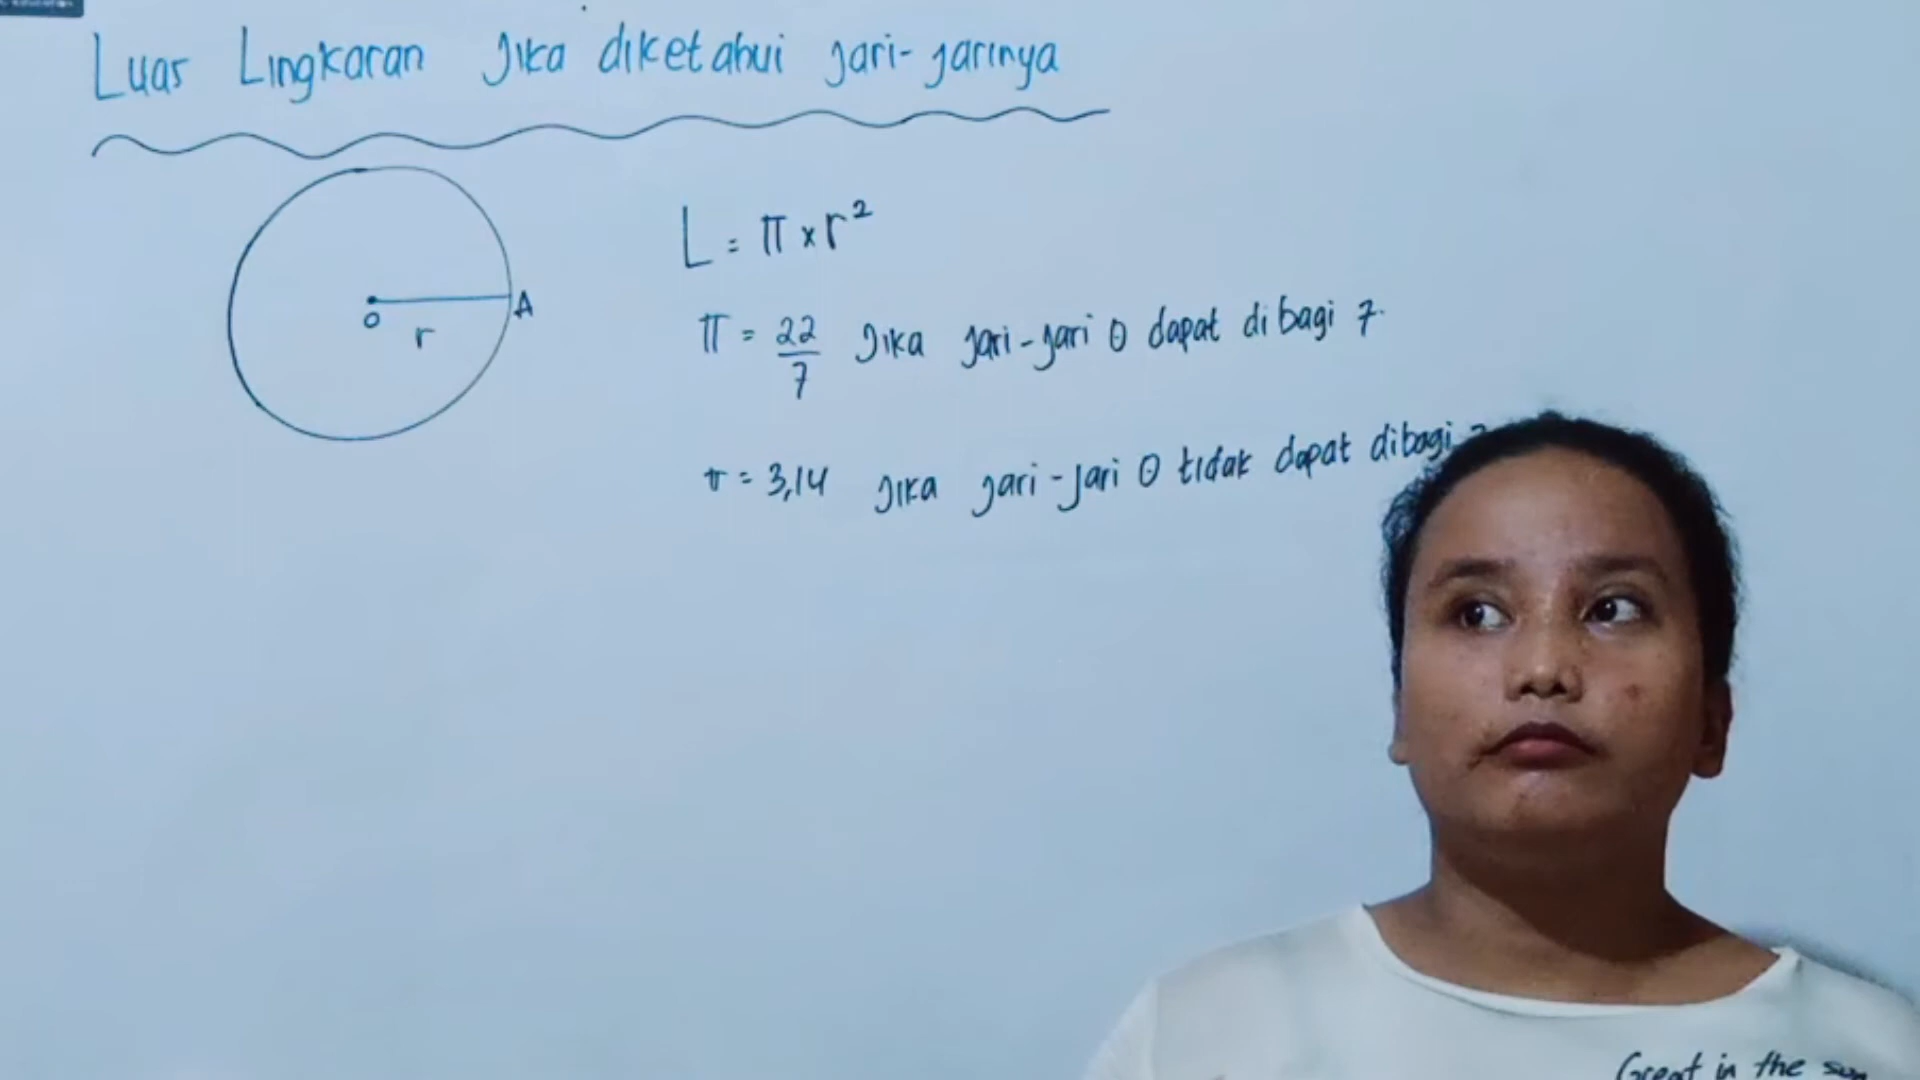 Luas Lingkaran Jika diketahui jari-jarinya
O
r
A
L = π × r²
π = 22/7 Jika jari-jari O dapat dibagi 7.
π = 3,14 Jika jari-jari O tidak dapat dibagi
Great in the sun